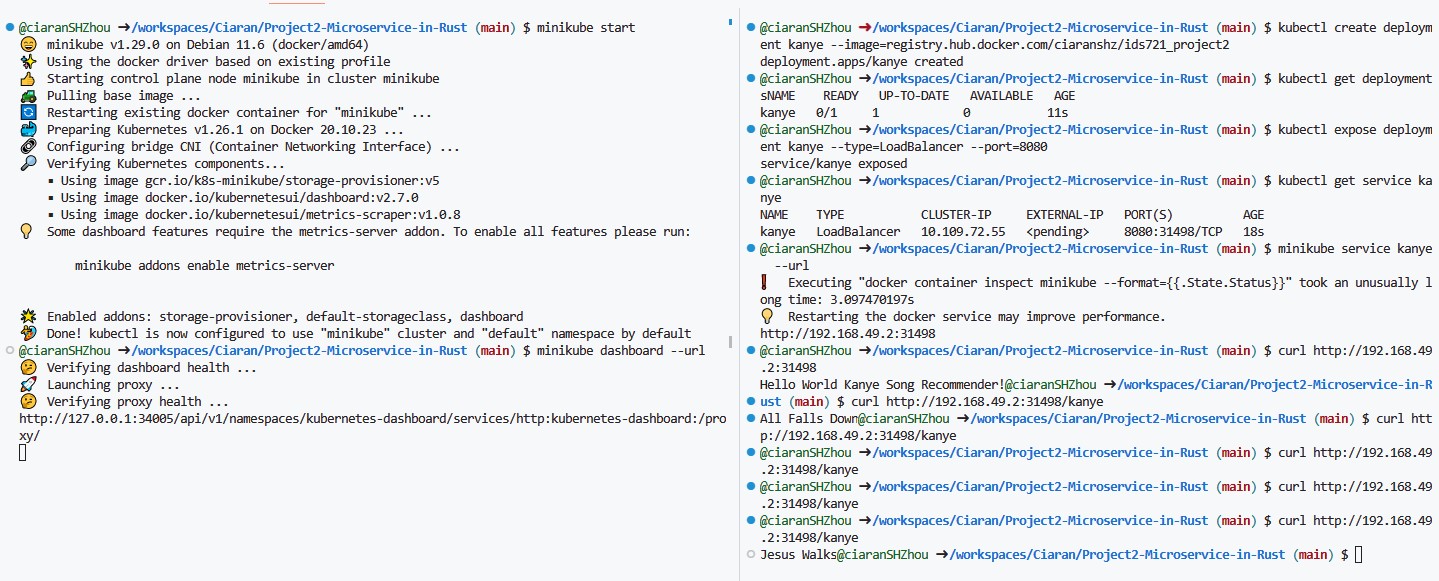 @ciaranSHZhou ➜/workspaces/Ciaran/Project2-Microservice-in-Rust (main) $ minikube start
😄  minikube v1.29.0 on Debian 11.6 (docker/amd64)
✨  Using the docker driver based on existing profile
👍  Starting control plane node minikube in cluster minikube
🚜  Pulling base image ...
🔄  Restarting existing docker container for "minikube" ...
🐳  Preparing Kubernetes v1.26.1 on Docker 20.10.23 ...
🔗  Configuring bridge CNI (Container Networking Interface) ...
🔎  Verifying Kubernetes components...
    ▪ Using image gcr.io/k8s-minikube/storage-provisioner:v5
    ▪ Using image docker.io/kubernetesui/dashboard:v2.7.0
    ▪ Using image docker.io/kubernetesui/metrics-scraper:v1.0.8
💡  Some dashboard features require the metrics-server addon. To enable all features please run:
minikube addons enable metrics-server
🌟  Enabled addons: storage-provisioner, default-storageclass, dashboard
🏄  Done! kubectl is now configured to use "minikube" cluster and "default" namespace by default
@ciaranSHZhou ➜/workspaces/Ciaran/Project2-Microservice-in-Rust (main) $ minikube dashboard --url
🤔  Verifying dashboard health ...
🚀  Launching proxy ...
🤔  Verifying proxy health ...
http://127.0.0.1:34005/api/v1/namespaces/kubernetes-dashboard/services/http:kubernetes-dashboard:/pro
xy/
@ciaranSHZhou ➜/workspaces/Ciaran/Project2-Microservice-in-Rust (main) $ kubectl create deploym
ent kanye --image=registry.hub.docker.com/ciaranshz/ids721_project2
deployment.apps/kanye created
@ciaranSHZhou ➜/workspaces/Ciaran/Project2-Microservice-in-Rust (main) $ kubectl get deployment
sNAME    READY   UP-TO-DATE   AVAILABLE   AGE
kanye   0/1     1            0           11s
@ciaranSHZhou ➜/workspaces/Ciaran/Project2-Microservice-in-Rust (main) $ kubectl expose deploym
ent kanye --type=LoadBalancer --port=8080
service/kanye exposed
@ciaranSHZhou ➜/workspaces/Ciaran/Project2-Microservice-in-Rust (main) $ kubectl get service ka
nye
NAME    TYPE           CLUSTER-IP     EXTERNAL-IP   PORT(S)          AGE
kanye   LoadBalancer   10.109.72.55   <pending>     8080:31498/TCP   18s
@ciaranSHZhou ➜/workspaces/Ciaran/Project2-Microservice-in-Rust (main) $ minikube service kanye
  --url
❗  Executing "docker container inspect minikube --format={{.State.Status}}" took an unusually l
ong time: 3.097470197s
💡  Restarting the docker service may improve performance.
http://192.168.49.2:31498
@ciaranSHZhou ➜/workspaces/Ciaran/Project2-Microservice-in-Rust (main) $ curl http://192.168.49
.2:31498
Hello World Kanye Song Recommender!@ciaranSHZhou ➜/workspaces/Ciaran/Project2-Microservice-in-R
ust (main) $ curl http://192.168.49.2:31498/kanye
All Falls Down@ciaranSHZhou ➜/workspaces/Ciaran/Project2-Microservice-in-Rust (main) $ curl htt
p://192.168.49.2:31498/kanye
@ciaranSHZhou ➜/workspaces/Ciaran/Project2-Microservice-in-Rust (main) $ curl http://192.168.49
.2:31498/kanye
@ciaranSHZhou ➜/workspaces/Ciaran/Project2-Microservice-in-Rust (main) $ curl http://192.168.49
.2:31498/kanye
@ciaranSHZhou ➜/workspaces/Ciaran/Project2-Microservice-in-Rust (main) $ curl http://192.168.49
.2:31498/kanye
Jesus Walks@ciaranSHZhou ➜/workspaces/Ciaran/Project2-Microservice-in-Rust (main) $